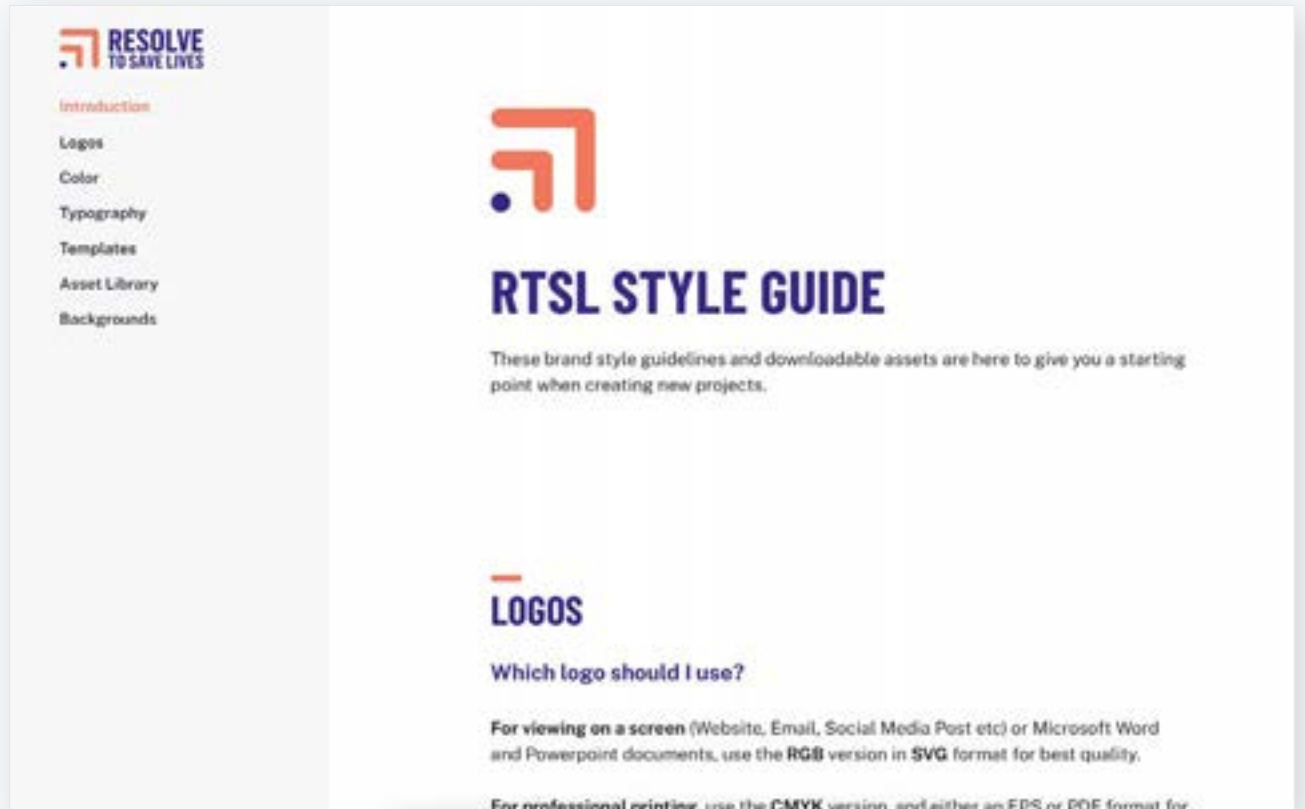 RESOLVE
TO SAVE LIVES
Introduction
Logos
Color
Typography
Templates
Asset Library
Backgrounds
RTSL STYLE GUIDE
These brand style guidelines and downloadable assets are here to give you a starting
point when creating new projects.
LOGOS
Which logo should I use?
For viewing on a screen (Website, Email, Social Media Post etc) or Microsoft Word
and Powerpoint documents, use the RGB version in SVG format for best quality.
For professional printing, use the CMYK version, and either an EPS or PDF format for